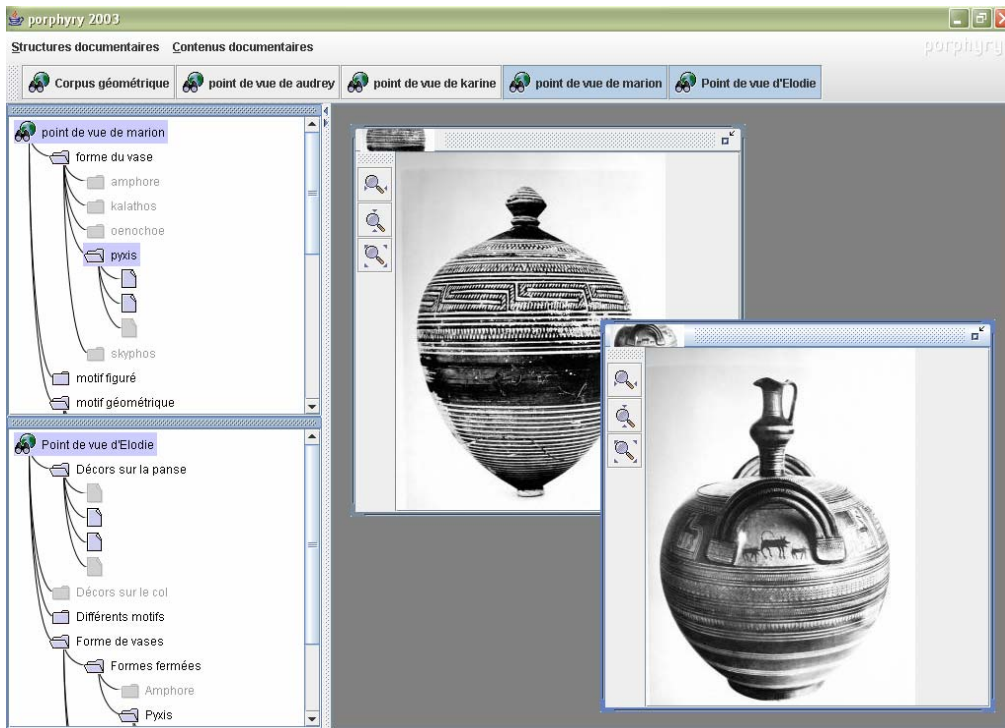 porphyry 2003
Structures documentaires Contenus documentaires
porphyry
Corpus géométrique point de vue de audrey point de vue de karine point de vue de marion Point de vue d'Elodie
point de vue de marion
forme du vase
amphore
kalathos
oenochoe
pyxis
skyphos
motif figuré
motif géométrique
Point de vue d'Elodie
Décors sur la panse
Décors sur le col
Différents motifs
Forme de vases
Formes fermées
Amphore
Pyxis